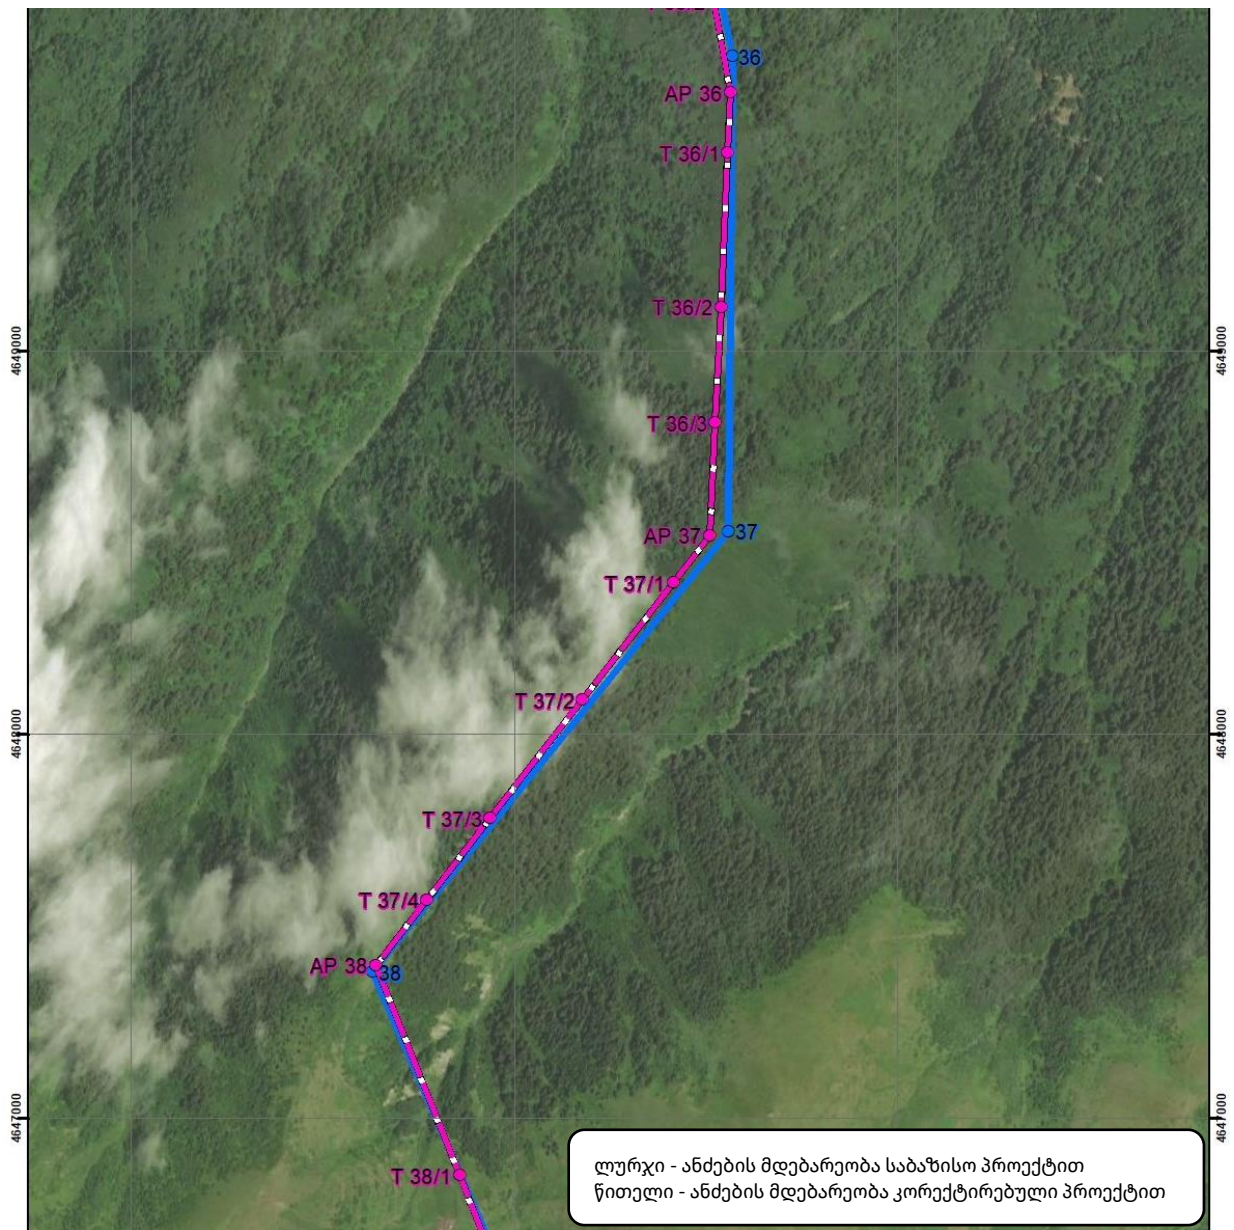 36
AP 36
T 36/1
T 36/2
4649000
4649000
T 36/3
AP 37
37
T 37/1
T 37/2
4648000
4648000
T 37/3
T 37/4
AP 38
38
4647000
4647000
T 38/1
ლურჯი - ანძების მდებარეობა საბაზისო პროექტით
წითელი - ანძების მდებარეობა კორექტირებული პროექტით